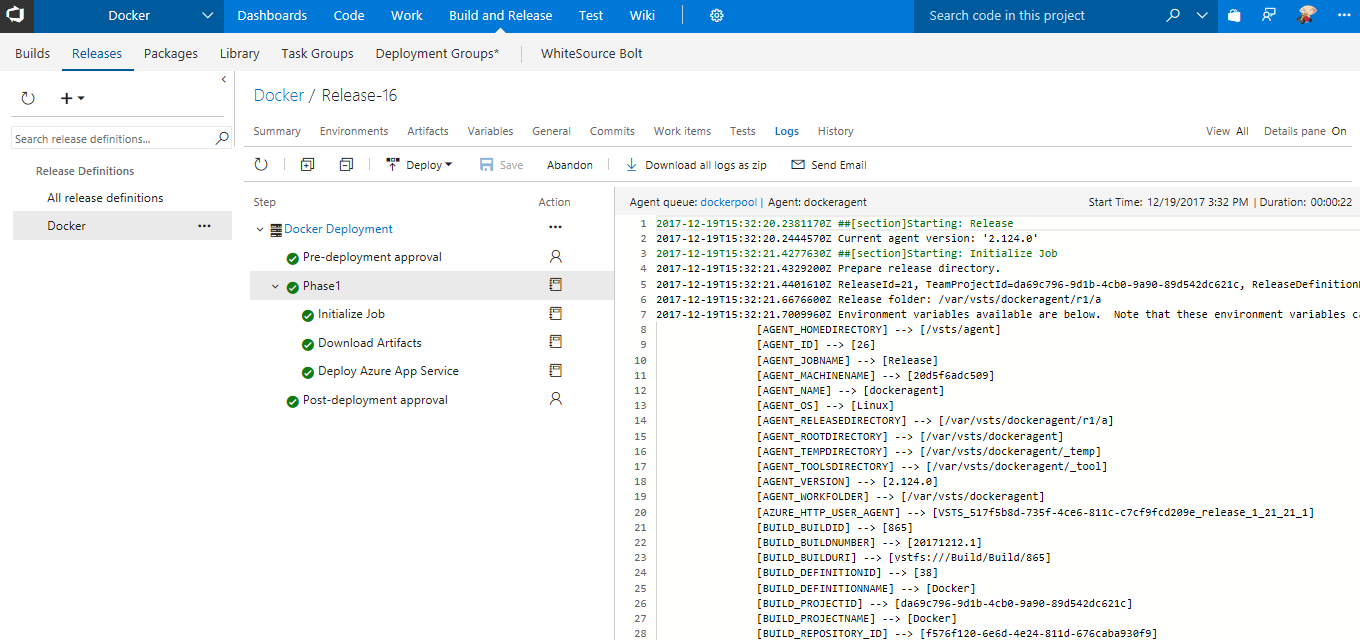 Docker Dashboards Code Work Build and Release Test Wiki Search code in this project
Builds Releases Packages Library Task Groups Deployment Groups* WhiteSource Bolt
Docker / Release-16
Summary Environments Artifacts Variables General Commits Work items Tests Logs History View All Details pane On
Search release definitions...
Deploy Save Abandon Download all logs as zip Send Email
Release Definitions
All release definitions
Docker
Step Action
Docker Deployment
Pre-deployment approval
Phase1
Initialize Job
Download Artifacts
Deploy Azure App Service
Post-deployment approval
Agent queue: dockerpool | Agent: dockeragent Start Time: 12/19/2017 3:32 PM | Duration: 00:00:22
1 2017-12-19T15:32:20.2381170Z ##[section]Starting: Release
2 2017-12-19T15:32:20.2444570Z Current agent version: '2.124.0'
3 2017-12-19T15:32:21.4277630Z ##[section]Starting: Initialize Job
4 2017-12-19T15:32:21.4329200Z Prepare release directory.
5 2017-12-19T15:32:21.4401610Z ReleaseId=21, TeamProjectId=da69c796-9d1b-4cb0-9a90-89d542dc621c, ReleaseDefinition
6 2017-12-19T15:32:21.6676600Z Release folder: /var/vsts/dockeragent/r1/a
7 2017-12-19T15:32:21.7009960Z Environment variables available are below.  Note that these environment variables ca
8 [AGENT_HOMEDIRECTORY] --> [/vsts/agent]
9 [AGENT_ID] --> [26]
10 [AGENT_JOBNAME] --> [Release]
11 [AGENT_MACHINENAME] --> [20d5f6adc509]
12 [AGENT_NAME] --> [dockeragent]
13 [AGENT_OS] --> [Linux]
14 [AGENT_RELEASEDIRECTORY] --> [/var/vsts/dockeragent/r1/a]
15 [AGENT_ROOTDIRECTORY] --> [/var/vsts/dockeragent]
16 [AGENT_TEMPDIRECTORY] --> [/var/vsts/dockeragent/_temp]
17 [AGENT_TOOLSDIRECTORY] --> [/var/vsts/dockeragent/_tool]
18 [AGENT_VERSION] --> [2.124.0]
19 [AGENT_WORKFOLDER] --> [/var/vsts/dockeragent]
20 [AZURE_HTTP_USER_AGENT] --> [VSTS_517f5b8d-735f-4ce6-811c-c7cf9fcd209e_release_1_21_21_1]
21 [BUILD_BUILDID] --> [865]
22 [BUILD_BUILDNUMBER] --> [20171212.1]
23 [BUILD_BUILDURI] --> [vstfs:///Build/Build/865]
24 [BUILD_DEFINITIONID] --> [38]
25 [BUILD_DEFINITIONNAME] --> [Docker]
26 [BUILD_PROJECTID] --> [da69c796-9d1b-4cb0-9a90-89d542dc621c]
27 [BUILD_PROJECTNAME] --> [Docker]
28 [BUILD_REPOSITORY_ID] --> [f576f120-6e6d-4e24-811d-676caba930f9]